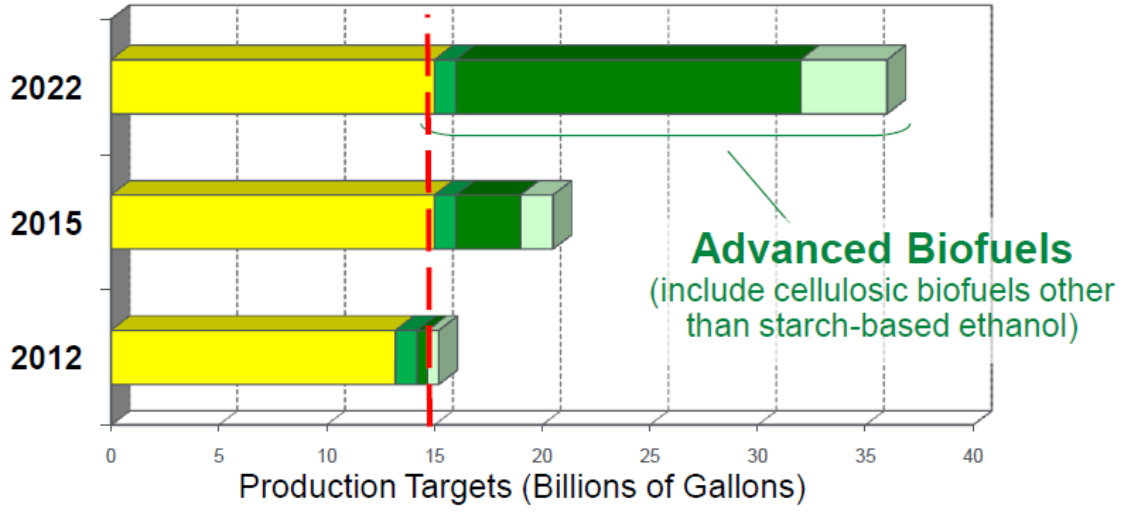 2022
2015
Advanced Biofuels
(include cellulosic biofuels other
than starch-based ethanol)
2012
0 5 10 15 20 25 30 35 40
Production Targets (Billions of Gallons)